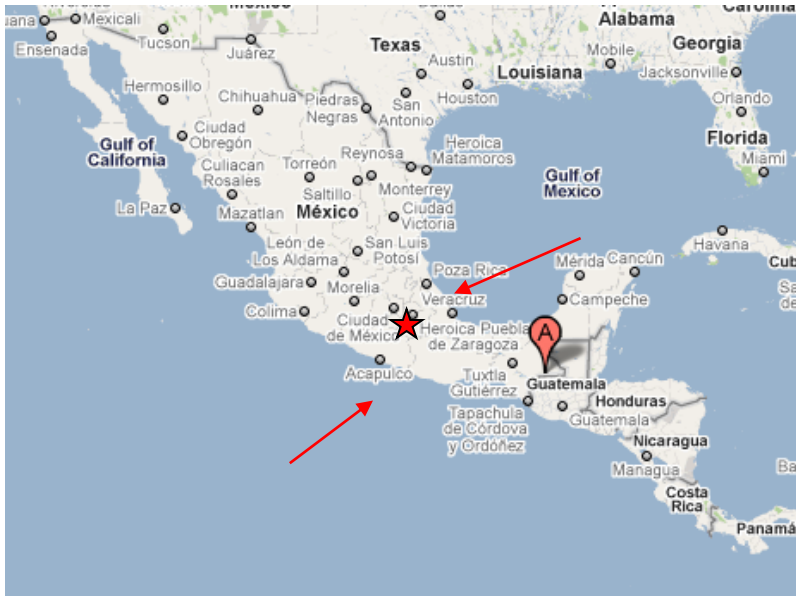 Mexicali
Ensenada
Tucson
Juárez
Texas
Austin
San
Antonio
Houston
Louisiana
Alabama
Mobile
Georgia
Jacksonville
Orlando
Florida
Miami
Hermosillo
Chihuahua
Piedras
Negras
Ciudad
Obregón
Gulf of
California
Culiacan
Rosales
Torreón
Reynosa
Heroica
Matamoros
Saltillo
Monterrey
Gulf of
Mexico
La Paz
Mazatlan
México
Ciudad
Victoria
Havana
León de
Los Aldama
San Luis
Potosí
Poza Rica
Mérida
Cancún
Cub
Guadalajara
Morelia
Veracruz
Campeche
Colima
Ciudad
de México
Heroica Puebla
de Zaragoza
A
Acapulco
Tuxtla
Gutiérrez
Guatemala
Honduras
Tapachula
de Córdova
y Ordóñez
Guatemala
Nicaragua
Managua
Ba
Costa
Rica
Panamá